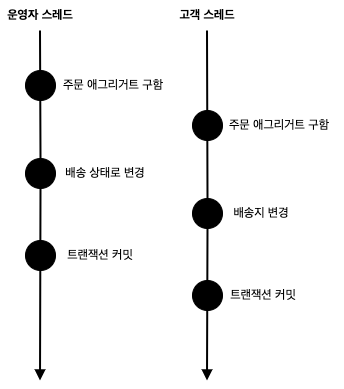 운영자 스레드
고객 스레드
주문 애그리거트 구함
주문 애그리거트 구함
배송 상태로 변경
배송지 변경
트랜잭션 커밋
트랜잭션 커밋